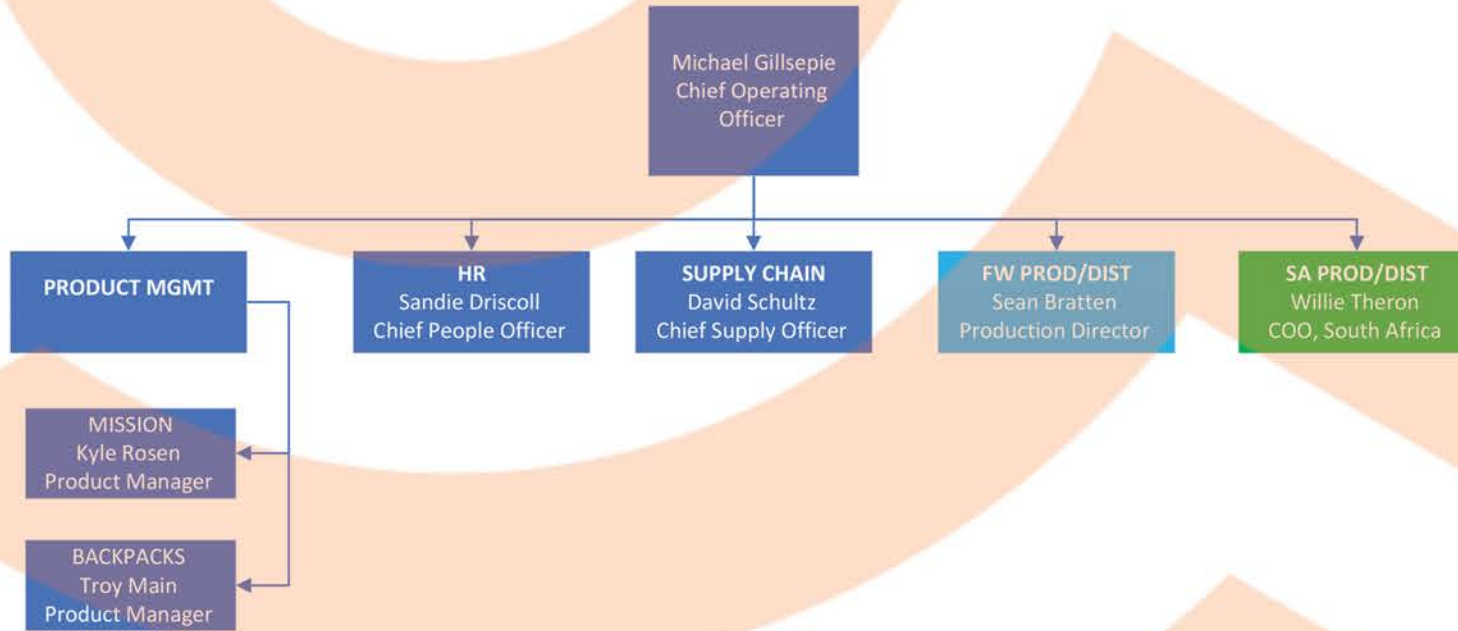 Michael Gillsepie
Chief Operating
Officer
PRODUCT MGMT
HR
Sandie Driscoll
Chief People Officer
SUPPLY CHAIN
David Schultz
Chief Supply Officer
FW PROD/DIST
Sean Bratten
Production Director
SA PROD/DIST
Willie Theron
COO, South Africa
MISSION
Kyle Rosen
Product Manager
BACKPACKS
Troy Main
Product Manager